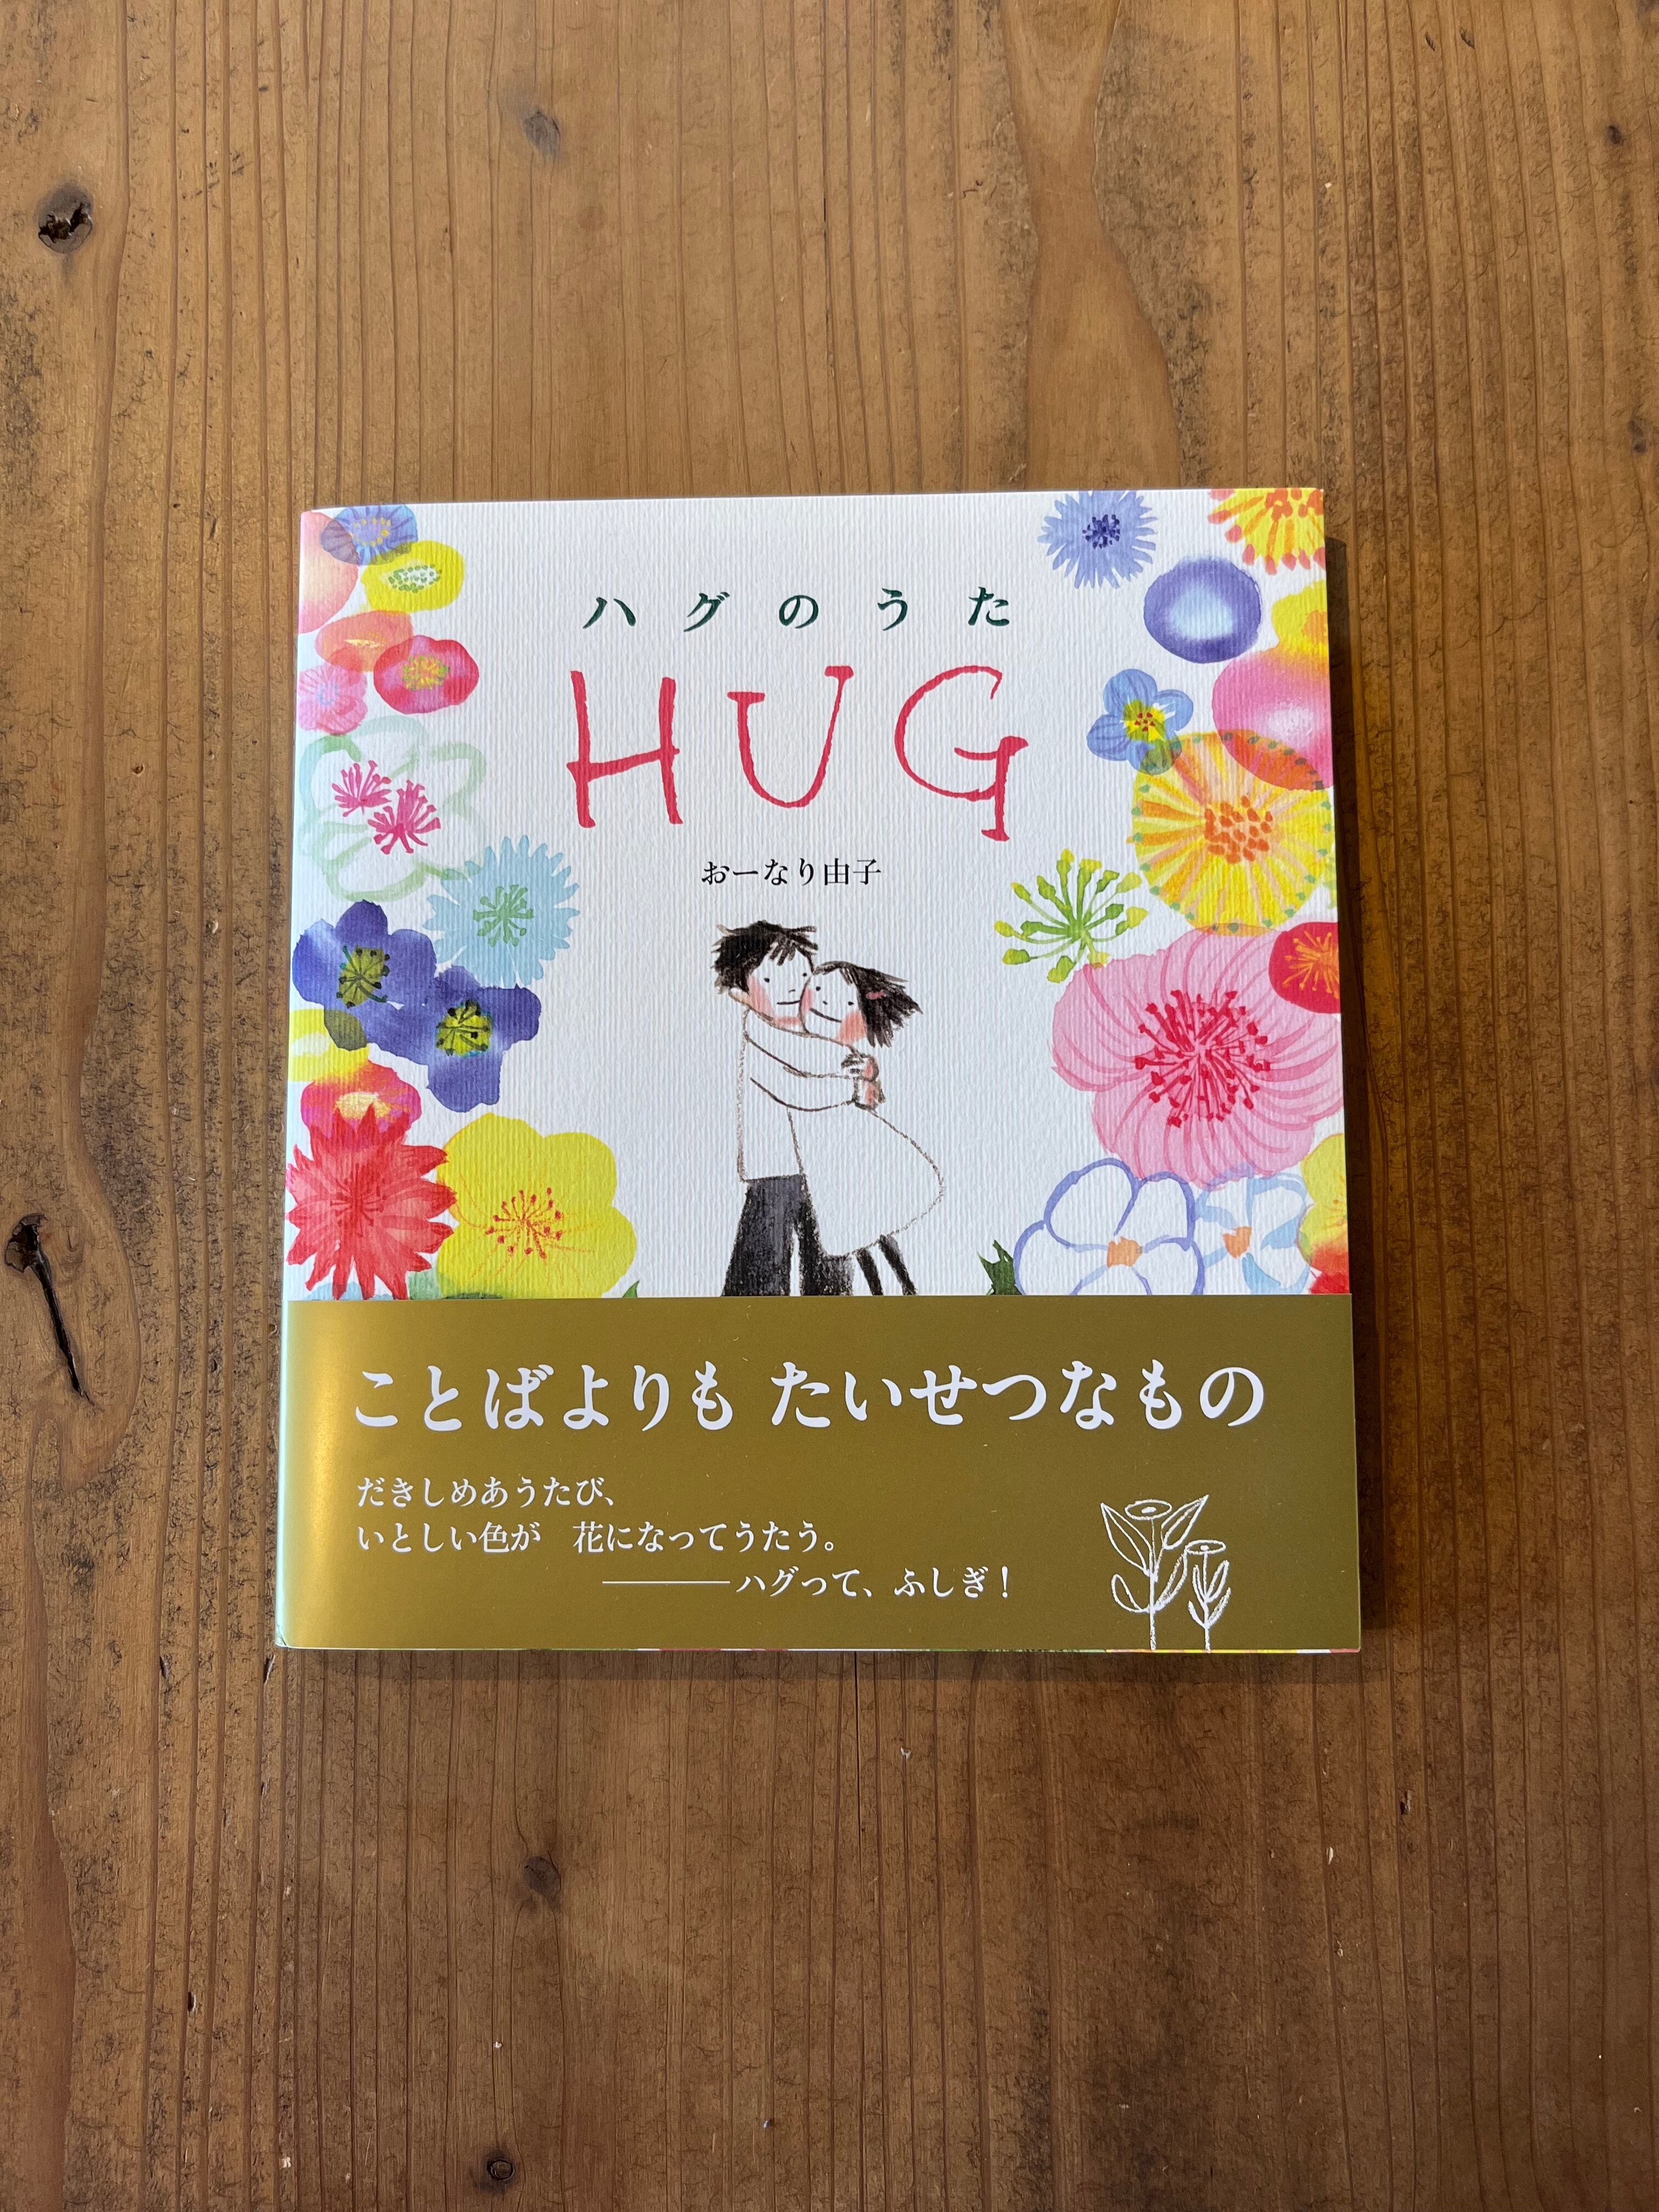 ハグのうた
HUG
おーなり由子
ことばよりも たいせつなもの
だきしめあうたび、
いとしい色が　花になってうたう。
―――ハグって、ふしぎ！